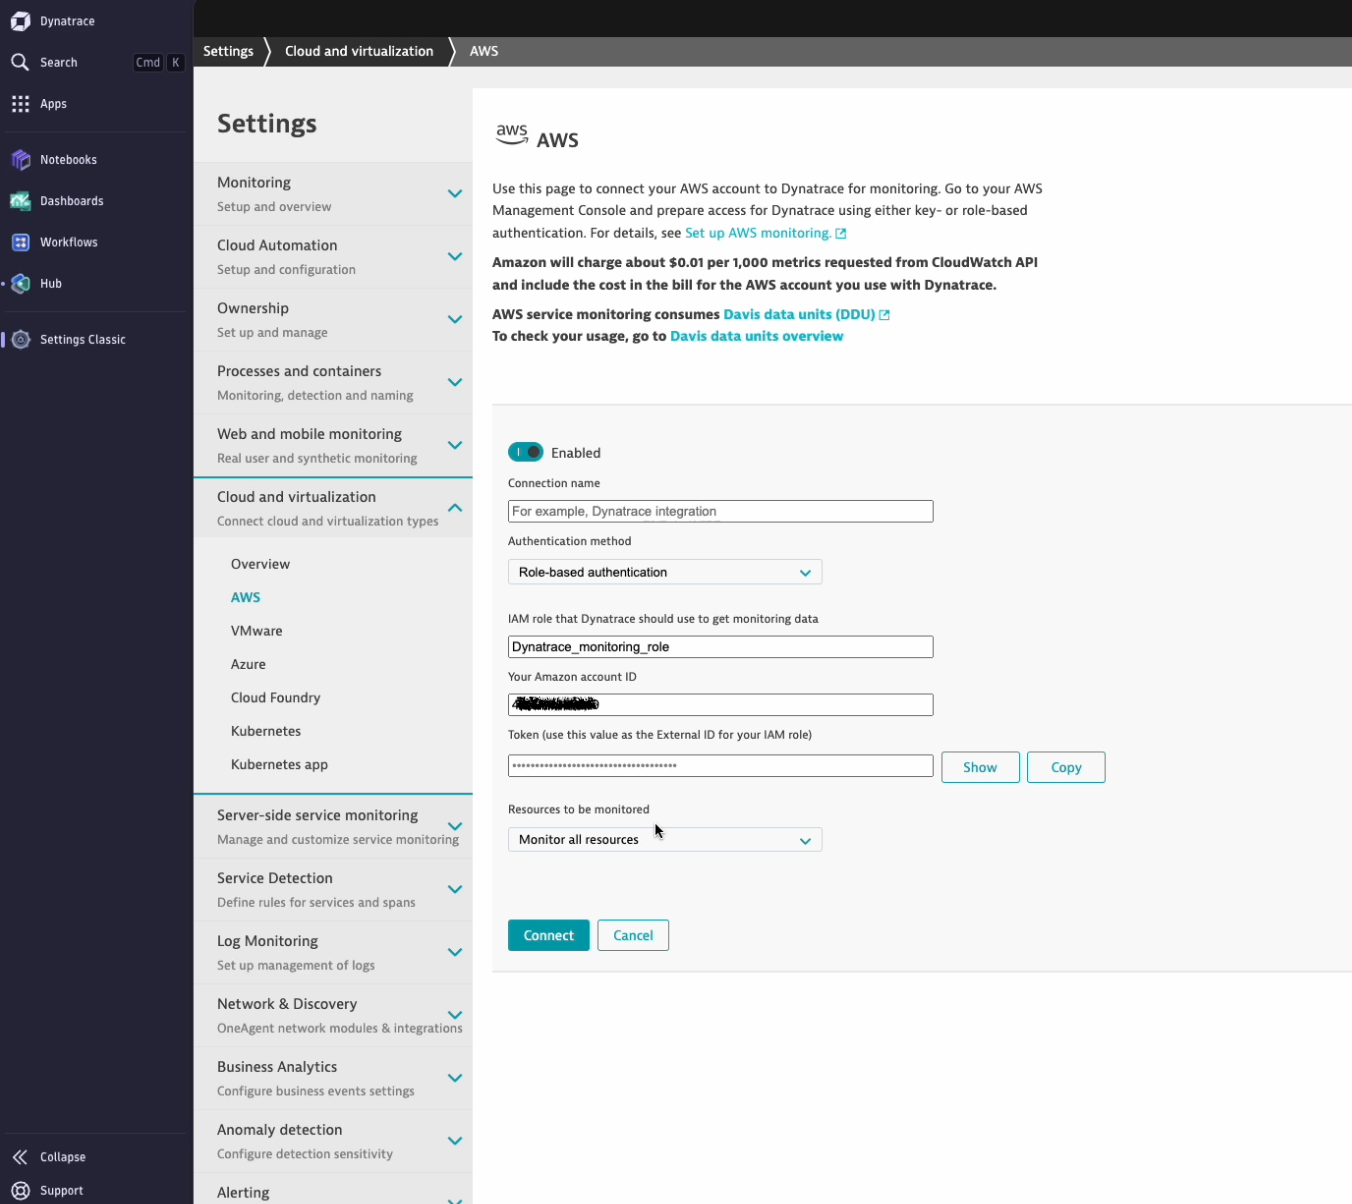 Dynatrace
Search Cmd K
Apps
Notebooks
Dashboards
Workflows
Hub
Settings Classic
Collapse
Support
Settings Cloud and virtualization AWS
Settings
Monitoring
Setup and overview
Cloud Automation
Setup and configuration
Ownership
Set up and manage
Processes and containers
Monitoring, detection and naming
Web and mobile monitoring
Real user and synthetic monitoring
Cloud and virtualization
Connect cloud and virtualization types
Overview
AWS
VMware
Azure
Cloud Foundry
Kubernetes
Kubernetes app
Server-side service monitoring
Manage and customize service monitoring
Service Detection
Define rules for services and spans
Log Monitoring
Set up management of logs
Network & Discovery
OneAgent network modules & integrations
Business Analytics
Configure business events settings
Anomaly detection
Configure detection sensitivity
Alerting
aws AWS
Use this page to connect your AWS account to Dynatrace for monitoring. Go to your AWS
Management Console and prepare access for Dynatrace using either key- or role-based
authentication. For details, see Set up AWS monitoring.
Amazon will charge about $0.01 per 1,000 metrics requested from CloudWatch API
and include the cost in the bill for the AWS account you use with Dynatrace.
AWS service monitoring consumes Davis data units (DDU)
To check your usage, go to Davis data units overview
Enabled
Connection name
For example, Dynatrace integration
Authentication method
Role-based authentication
IAM role that Dynatrace should use to get monitoring data
Dynatrace_monitoring_role
Your Amazon account ID
Token (use this value as the External ID for your IAM role)
Show Copy
Resources to be monitored
Monitor all resources
Connect Cancel